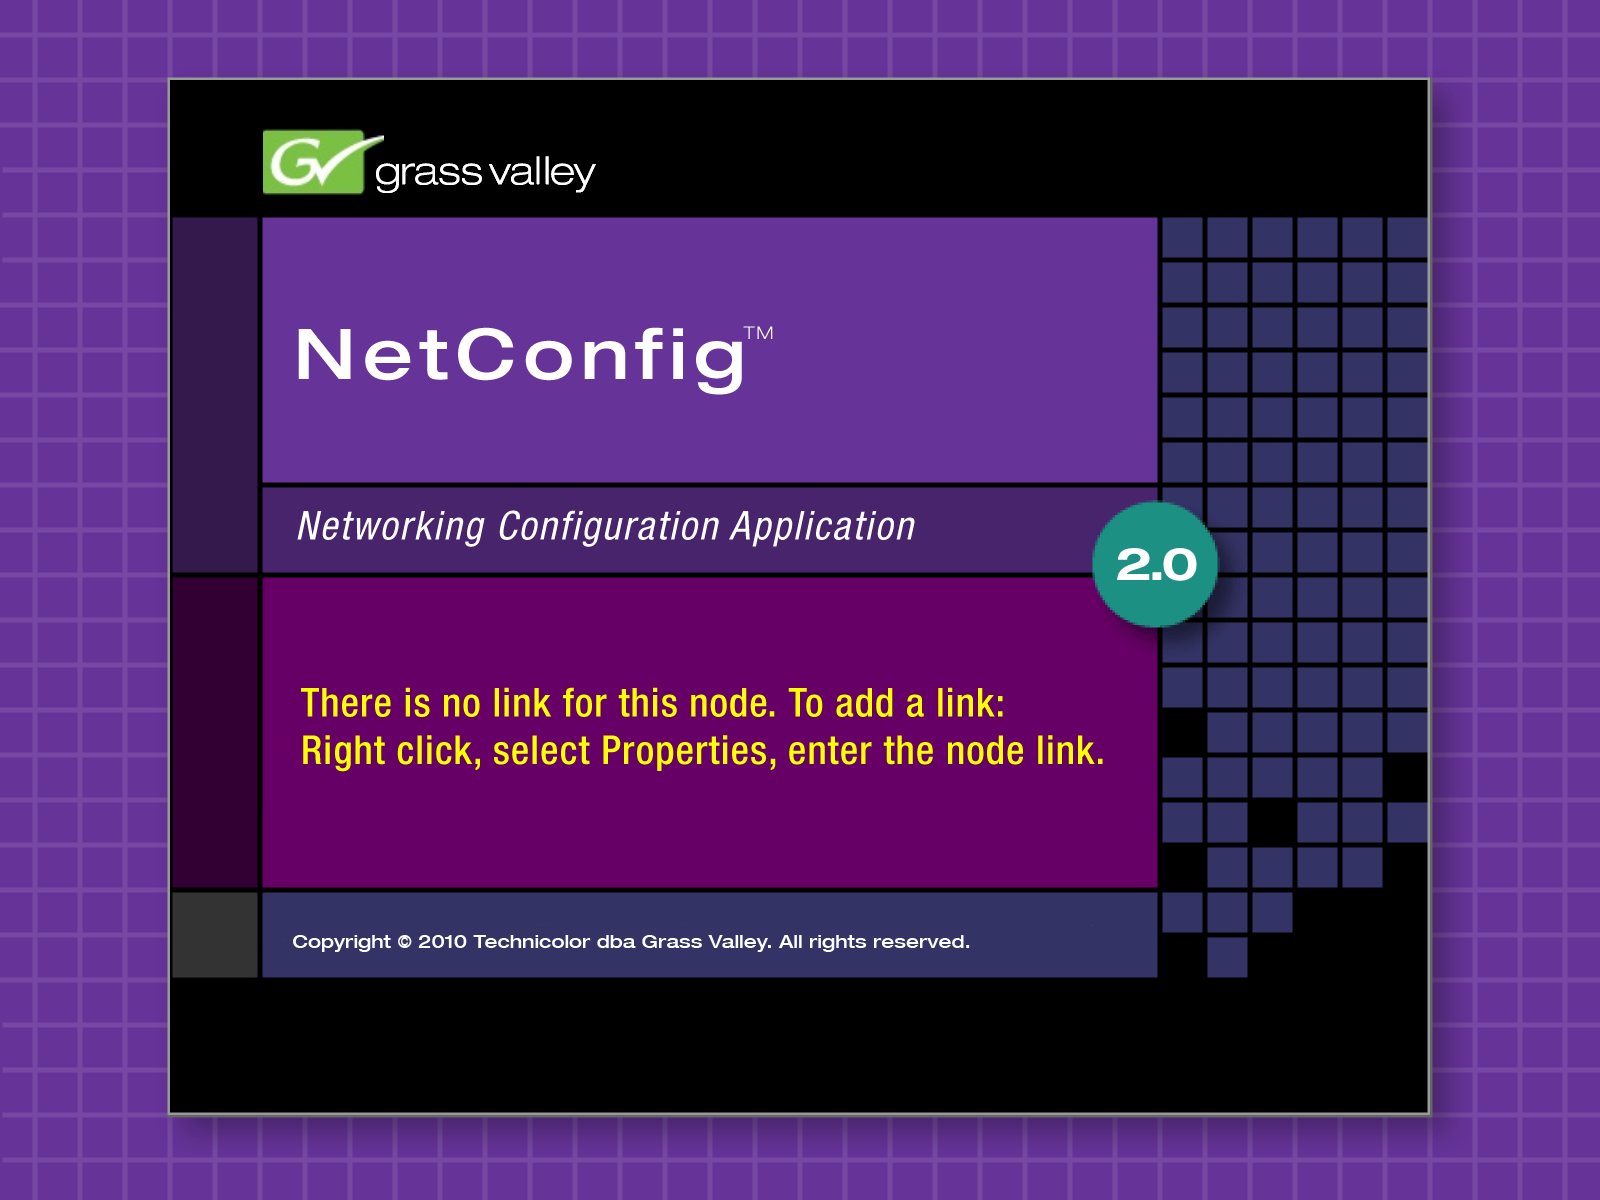 GV grass valley
NetConfig™
Networking Configuration Application
2.0
There is no link for this node. To add a link:
Right click, select Properties, enter the node link.
Copyright © 2010 Technicolor dba Grass Valley. All rights reserved.